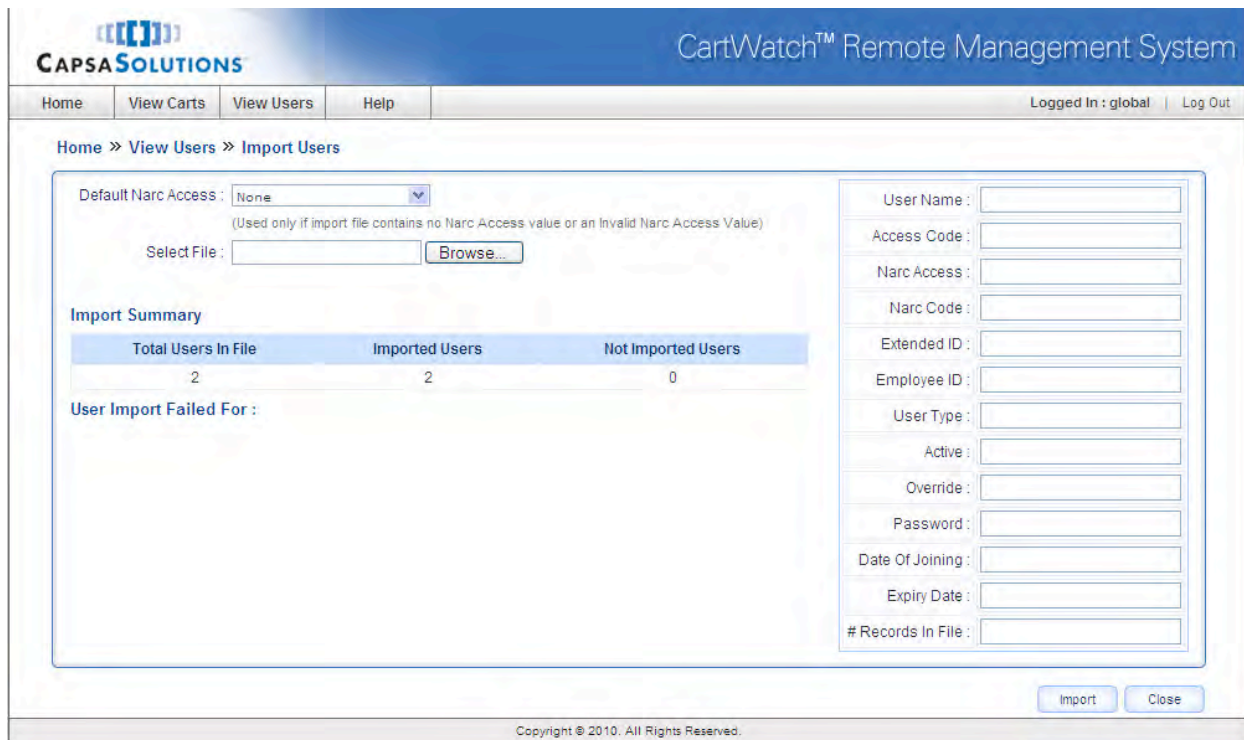 CAPSASOLUTIONS
CartWatch™ Remote Management System
Home View Carts View Users Help Logged In : global | Log Out
Home » View Users » Import Users
Default Narc Access : None
(Used only if import file contains no Narc Access value or an Invalid Narc Access Value)
Select File : Browse...
Import Summary
Total Users In File Imported Users Not Imported Users
2 2 0
User Import Failed For :
User Name :
Access Code :
Narc Access :
Narc Code :
Extended ID :
Employee ID :
User Type :
Active :
Override :
Password :
Date Of Joining :
Expiry Date :
# Records In File :
Import Close
Copyright © 2010. All Rights Reserved.